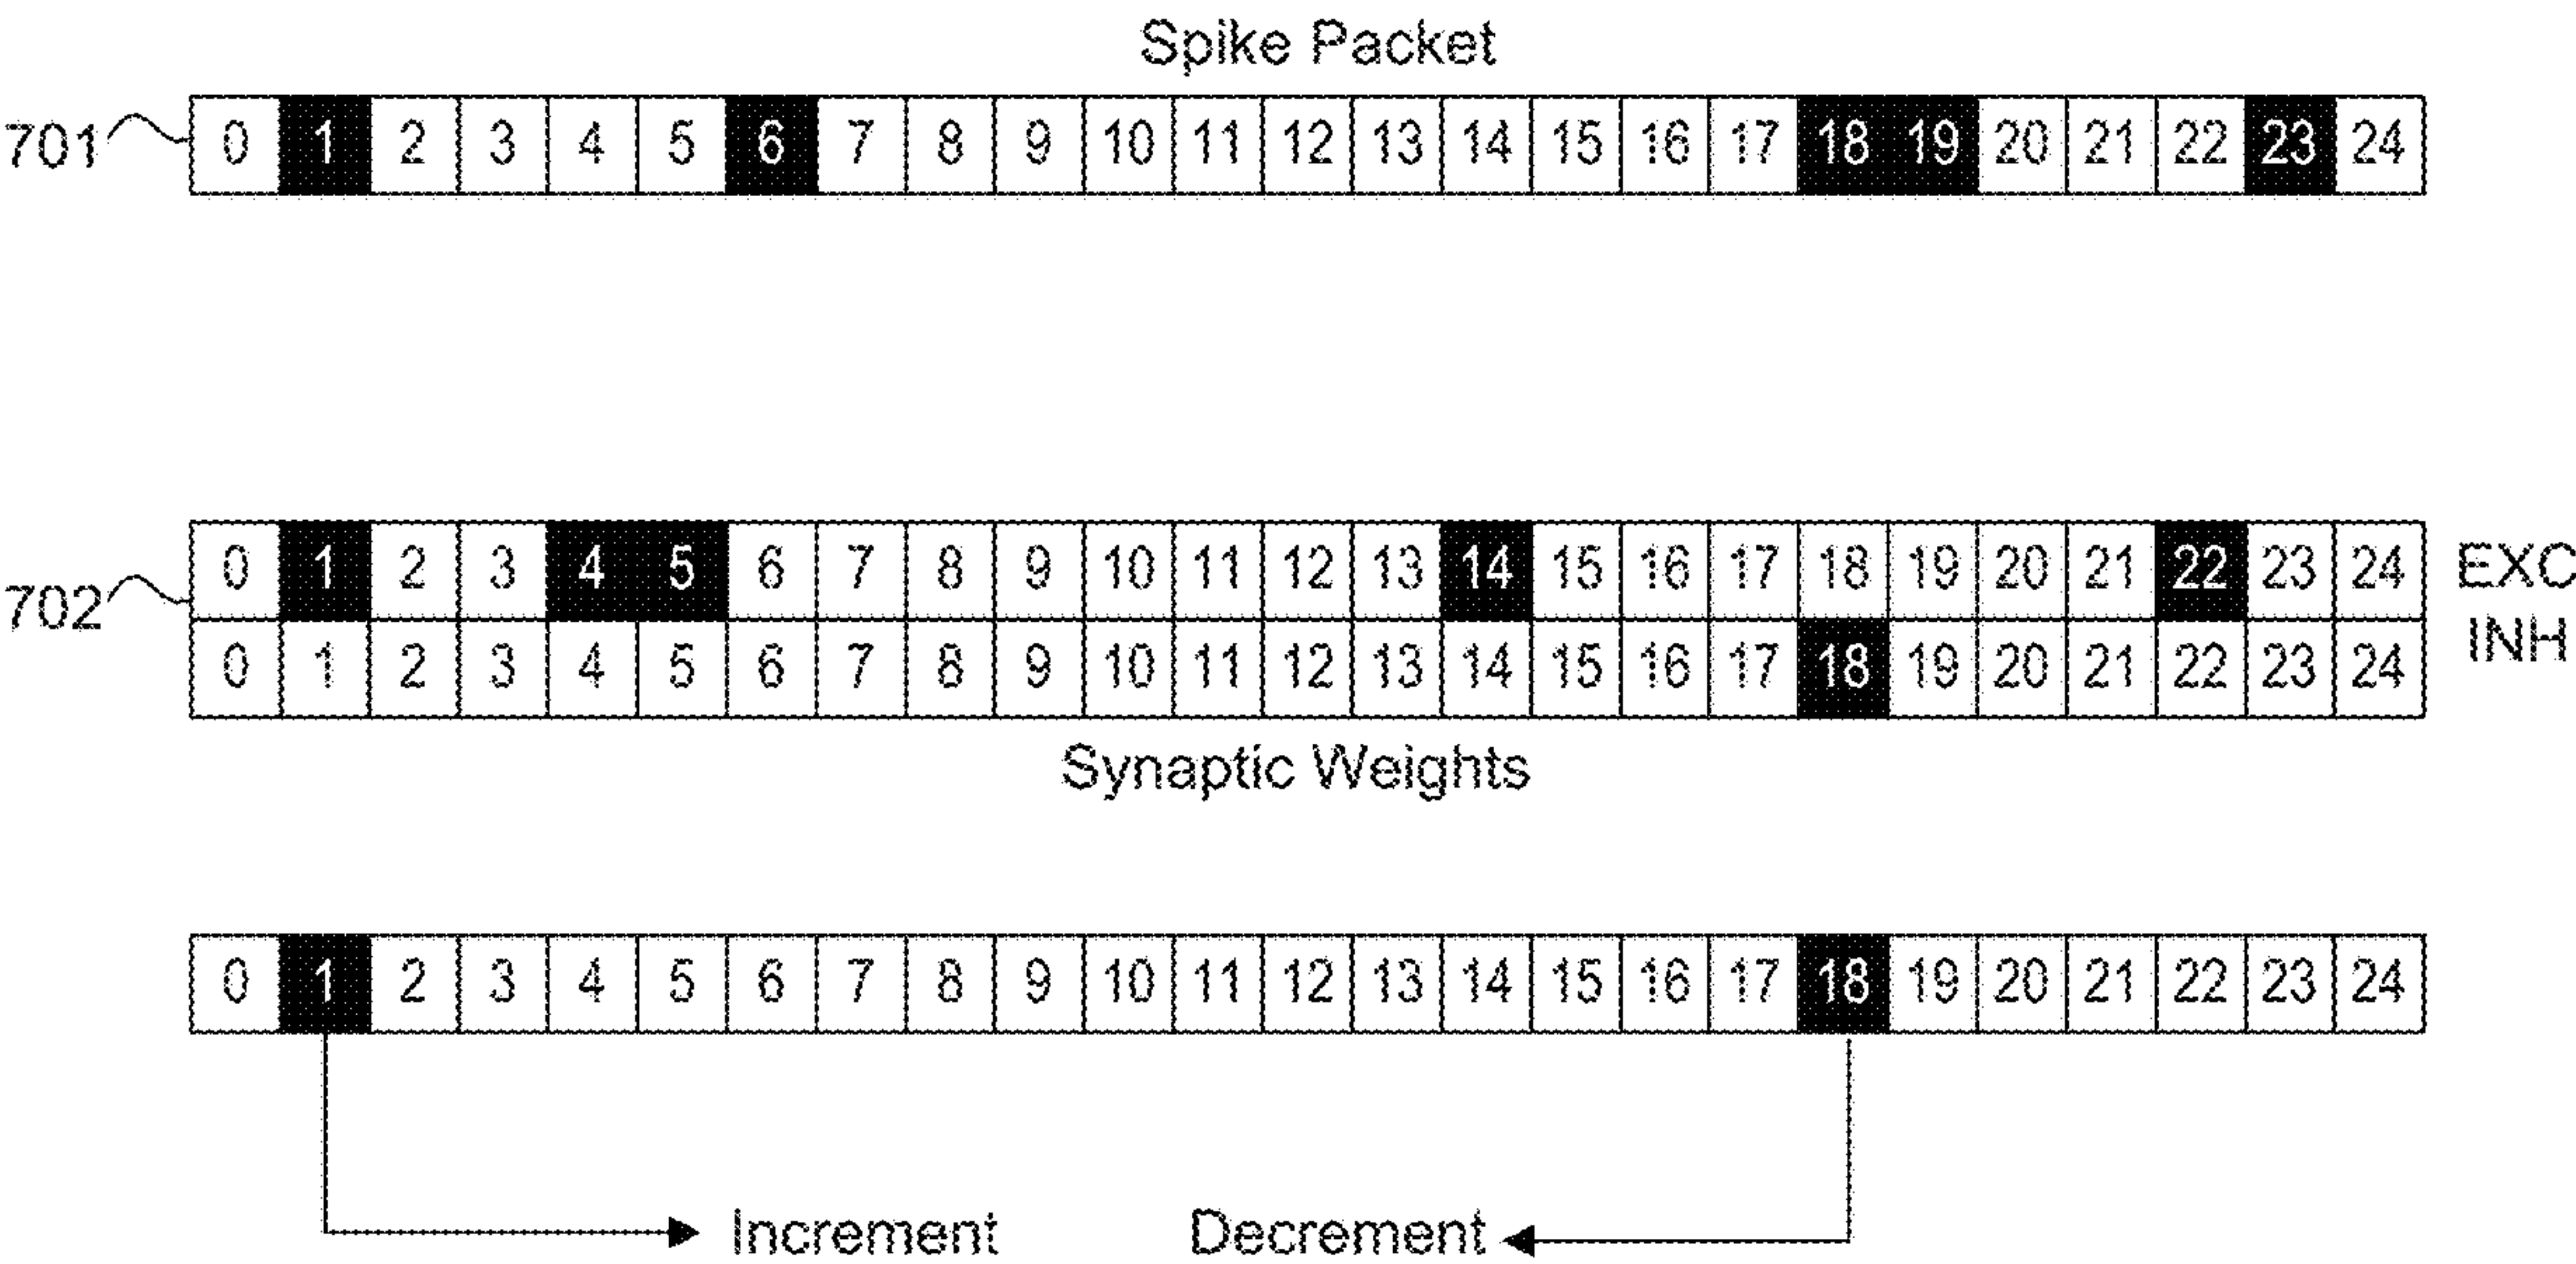 Spike Packet
701 0 1 2 3 4 5 6 7 8 9 10 11 12 13 14 15 16 17 18 19 20 21 22 23 24
702 0 1 2 3 4 5 6 7 8 9 10 11 12 13 14 15 16 17 18 19 20 21 22 23 24 EXC
0 1 2 3 4 5 6 7 8 9 10 11 12 13 14 15 16 17 18 19 20 21 22 23 24 INH
Synaptic Weights
0 1 2 3 4 5 6 7 8 9 10 11 12 13 14 15 16 17 18 19 20 21 22 23 24
Increment Decrement